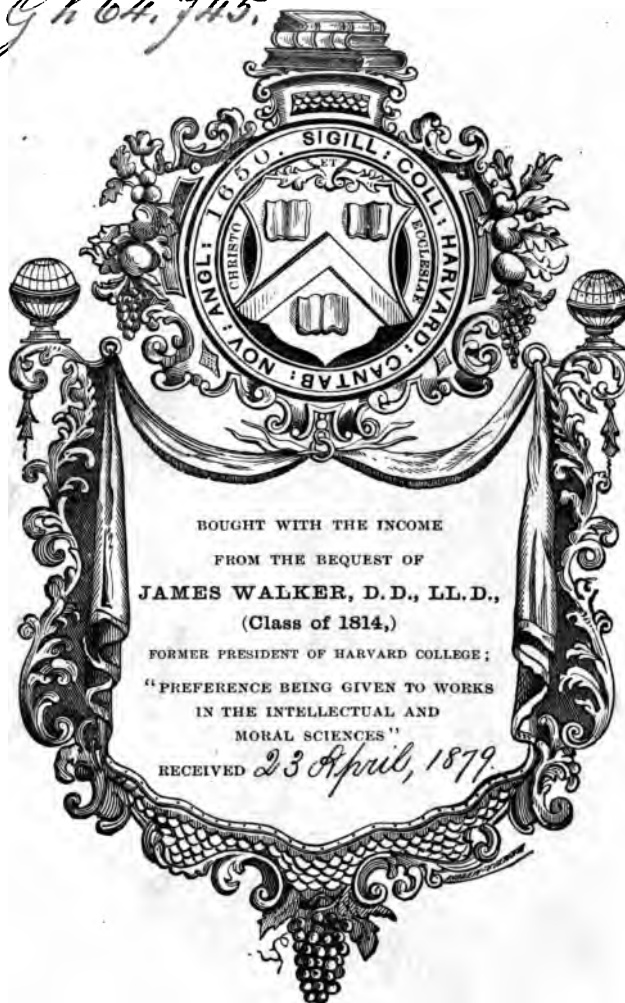 Gh 64.745.
SIGILL: COLL: HARVARD: CANTAB: NOV: ANGL: 1650.
ET
CHRISTO
ECCLESIAE
BOUGHT WITH THE INCOME
FROM THE BEQUEST OF
JAMES WALKER, D.D., LL.D.,
(Class of 1814,)
FORMER PRESIDENT OF HARVARD COLLEGE;
"PREFERENCE BEING GIVEN TO WORKS
IN THE INTELLECTUAL AND
MORAL SCIENCES"
RECEIVED 23 April, 1879.